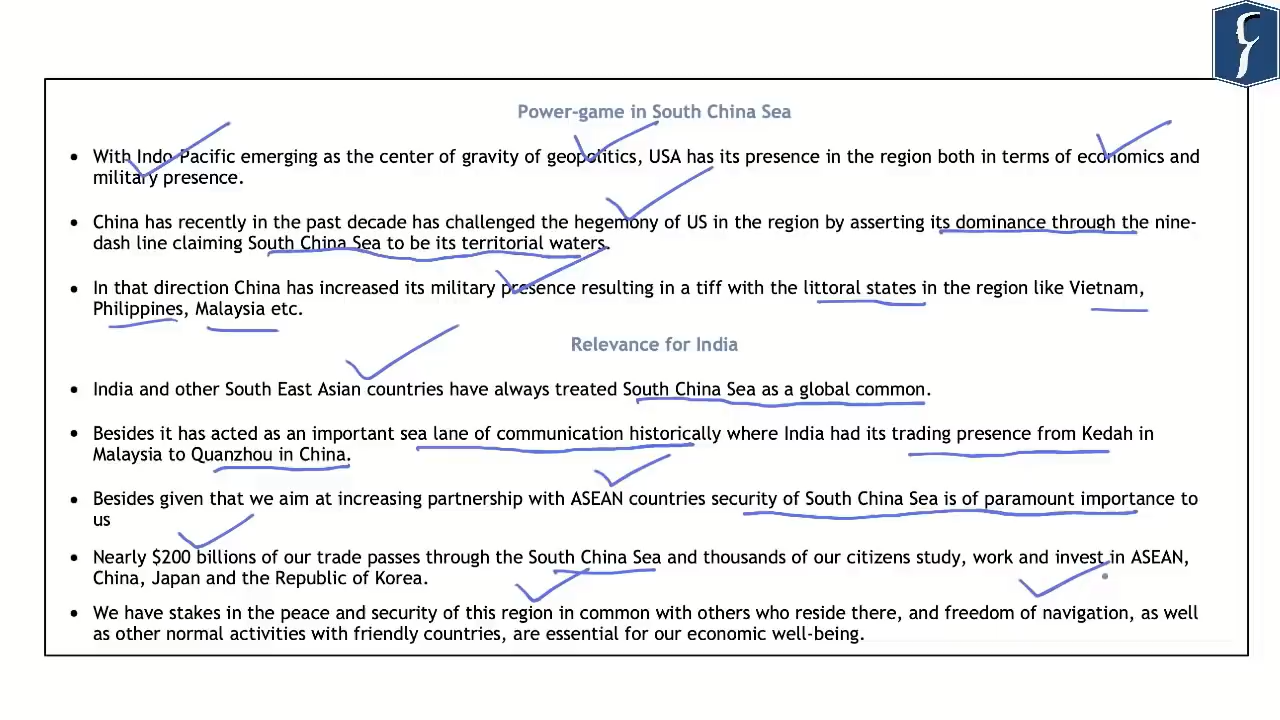 Power-game in South China Sea
• With Indo Pacific emerging as the center of gravity of geopolitics, USA has its presence in the region both in terms of economics and
military presence.
• China has recently in the past decade has challenged the hegemony of US in the region by asserting its dominance through the nine-
dash line claiming South China Sea to be its territorial waters.
• In that direction China has increased its military presence resulting in a tiff with the littoral states in the region like Vietnam,
Philippines, Malaysia etc.
Relevance for India
• India and other South East Asian countries have always treated South China Sea as a global common.
• Besides it has acted as an important sea lane of communication historically where India had its trading presence from Kedah in
Malaysia to Quanzhou in China.
• Besides given that we aim at increasing partnership with ASEAN countries security of South China Sea is of paramount importance to
us
• Nearly $200 billions of our trade passes through the South China Sea and thousands of our citizens study, work and invest in ASEAN,
China, Japan and the Republic of Korea.
• We have stakes in the peace and security of this region in common with others who reside there, and freedom of navigation, as well
as other normal activities with friendly countries, are essential for our economic well-being.